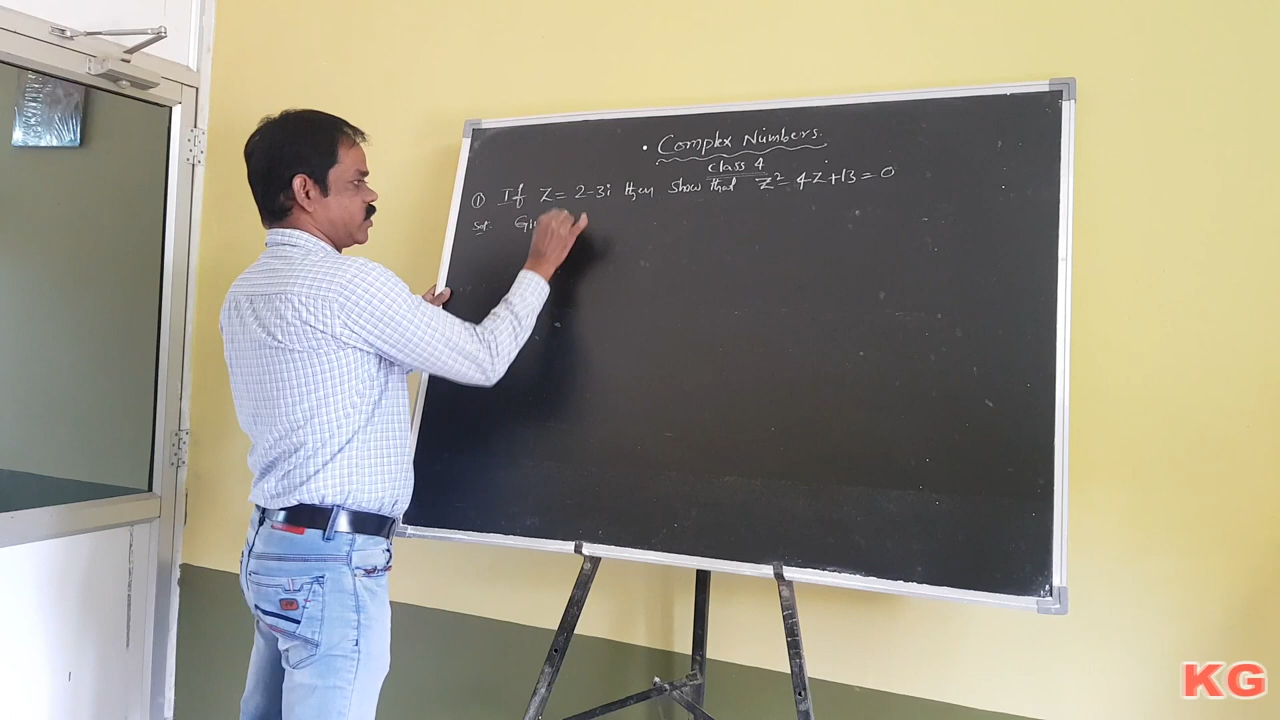 • Complex Numbers.
Class 4
① If Z = 2-3i then show that Z² - 4Z + 13 = 0
Sol.
KG